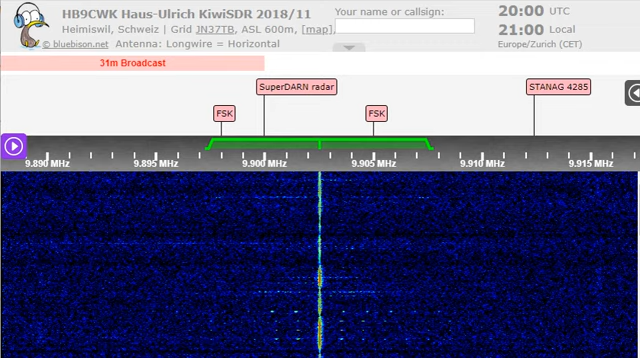 HB9CWK Haus-Ulrich KiwiSDR 2018/11
Heimiswil, Schweiz | Grid JN37TB, ASL 600m, [map]
© bluebison.net Antenna: Longwire = Horizontal
Your name or callsign:
20:00 UTC
21:00 Local
Europe/Zurich (CET)
31m Broadcast
SuperDARN radar
STANAG 4285
FSK
FSK
9.890 MHz 9.895 MHz 9.900 MHz 9.905 MHz 9.910 MHz 9.915 MHz